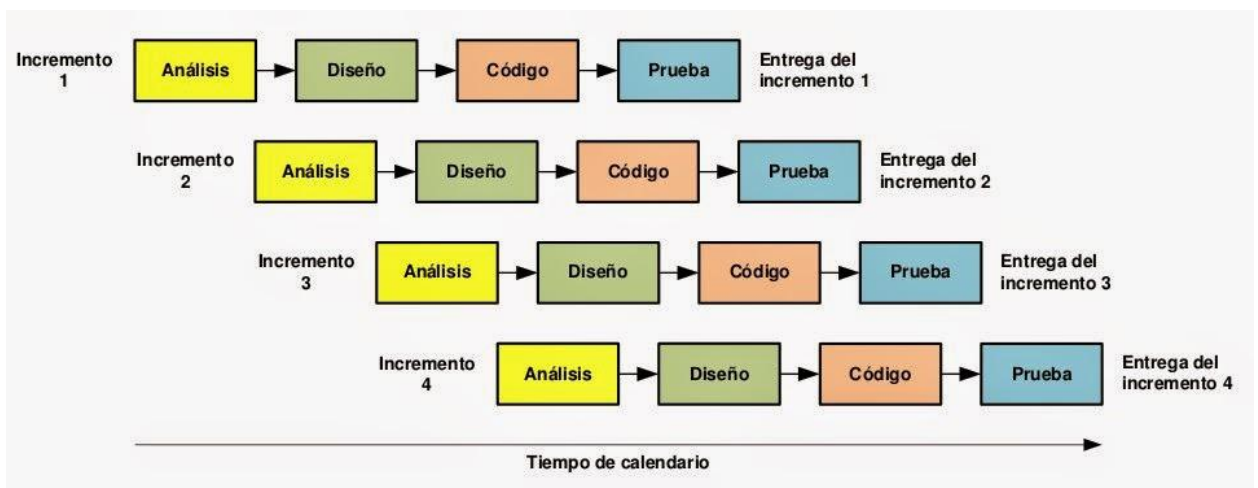 Incremento
1
Análisis
Diseño
Código
Prueba
Entrega del
incremento 1
Incremento
2
Análisis
Diseño
Código
Prueba
Entrega del
incremento 2
Incremento
3
Análisis
Diseño
Código
Prueba
Entrega del
incremento 3
Incremento
4
Análisis
Diseño
Código
Prueba
Entrega del
incremento 4
Tiempo de calendario